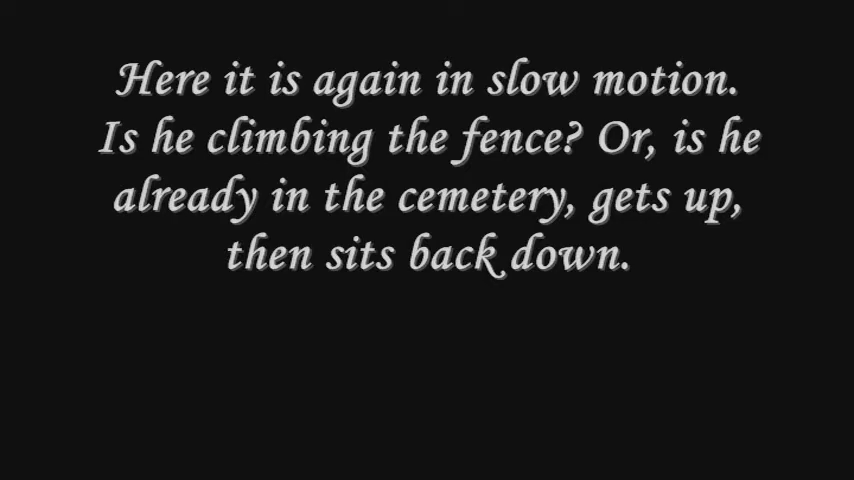 Here it is again in slow motion.
Is he climbing the fence? Or, is he
already in the cemetery, gets up,
then sits back down.